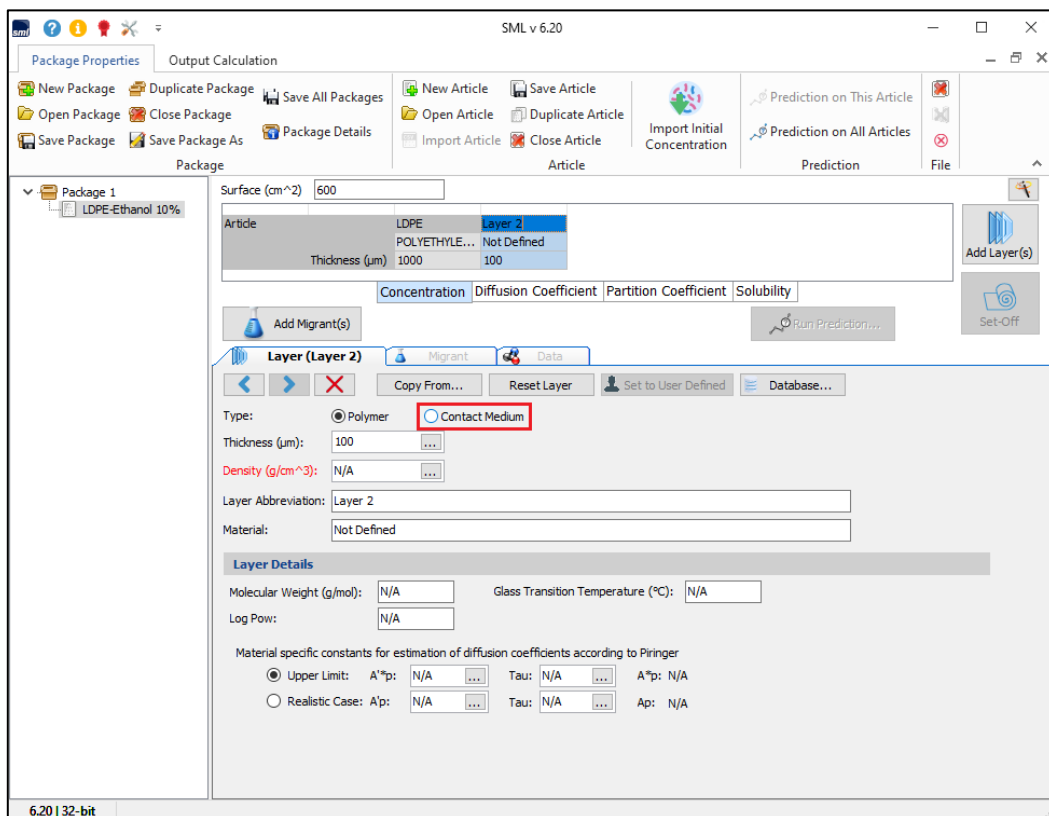 sml SML v 6.20
Package Properties Output Calculation
New Package Duplicate Package Save All Packages New Article Save Article Prediction on This Article
Open Package Close Package Open Article Duplicate Article Import Initial Concentration
Save Package Save Package As Package Details Import Article Close Article Prediction on All Articles
Package Article Prediction File
Package 1
LDPE-Ethanol 10%
Surface (cm^2) 600
Article LDPE Layer 2
POLYETHYLE... Not Defined
Thickness (µm) 1000 100
Add Layer(s)
Concentration Diffusion Coefficient Partition Coefficient Solubility
Add Migrant(s) Run Prediction... Set-Off
Layer (Layer 2) Migrant Data
Copy From... Reset Layer Set to User Defined Database...
Type: Polymer Contact Medium
Thickness (µm): 100 ...
Density (g/cm^3): N/A ...
Layer Abbreviation: Layer 2
Material: Not Defined
Layer Details
Molecular Weight (g/mol): N/A Glass Transition Temperature (°C): N/A
Log Pow: N/A
Material specific constants for estimation of diffusion coefficients according to Piringer
Upper Limit: A'*p: N/A ... Tau: N/A ... A*p: N/A
Realistic Case: A'p: N/A ... Tau: N/A ... Ap: N/A
6.20 | 32-bit